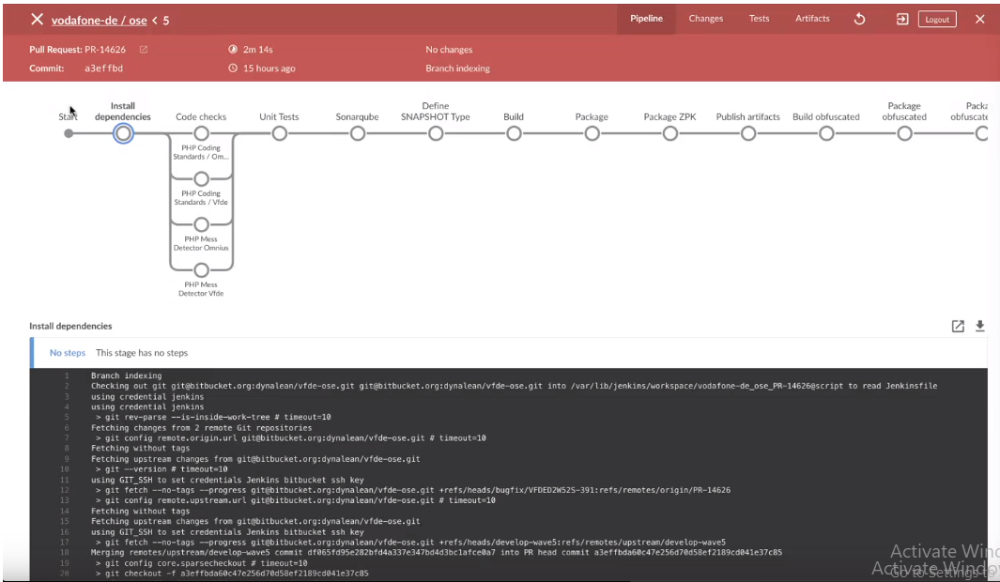 vodafone-de / ose < 5
Pipeline
Changes
Tests
Artifacts
Logout
Pull Request: PR-14626
2m 14s
No changes
Commit: a3effbd
15 hours ago
Branch indexing
Start
Install dependencies
Code checks
Unit Tests
Sonarqube
Define SNAPSHOT Type
Build
Package
Package ZPK
Publish artifacts
Build obfuscated
Package obfuscated
Packa
obfuscate
PHP Coding
Standards / Om...
PHP Coding
Standards / Vfde
PHP Mess
Detector Omnius
PHP Mess
Detector Vfde
Install dependencies
No steps This stage has no steps
1 Branch indexing
2 Checking out git git@bitbucket.org:dynalean/vfde-ose.git git@bitbucket.org:dynalean/vfde-ose.git into /var/lib/jenkins/workspace/vodafone-de_ose_PR-14626@script to read Jenkinsfile
3 using credential jenkins
4 using credential jenkins
5 > git rev-parse --is-inside-work-tree # timeout=10
6 Fetching changes from 2 remote Git repositories
7 > git config remote.origin.url git@bitbucket.org:dynalean/vfde-ose.git # timeout=10
8 Fetching without tags
9 Fetching upstream changes from git@bitbucket.org:dynalean/vfde-ose.git
10 > git --version # timeout=10
11 using GIT_SSH to set credentials Jenkins bitbucket ssh key
12 > git fetch --no-tags --progress git@bitbucket.org:dynalean/vfde-ose.git +refs/heads/bugfix/VFDED2W52S-391:refs/remotes/origin/PR-14626
13 > git config remote.upstream.url git@bitbucket.org:dynalean/vfde-ose.git # timeout=10
14 Fetching without tags
15 Fetching upstream changes from git@bitbucket.org:dynalean/vfde-ose.git
16 using GIT_SSH to set credentials Jenkins bitbucket ssh key
17 > git fetch --no-tags --progress git@bitbucket.org:dynalean/vfde-ose.git +refs/heads/develop-wave5:refs/remotes/upstream/develop-wave5
18 Merging remotes/upstream/develop-wave5 commit df065fd95e282bfd4a337e347bd4d3bc1afce0a7 into PR head commit a3effbda60c47e256d70d58ef2189cd041e37c85
19 > git config core.sparsecheckout # timeout=10
20 > git checkout -f a3effbda60c47e256d70d58ef2189cd041e37c85
Activate Wind
Activate Window
Go to Settings to